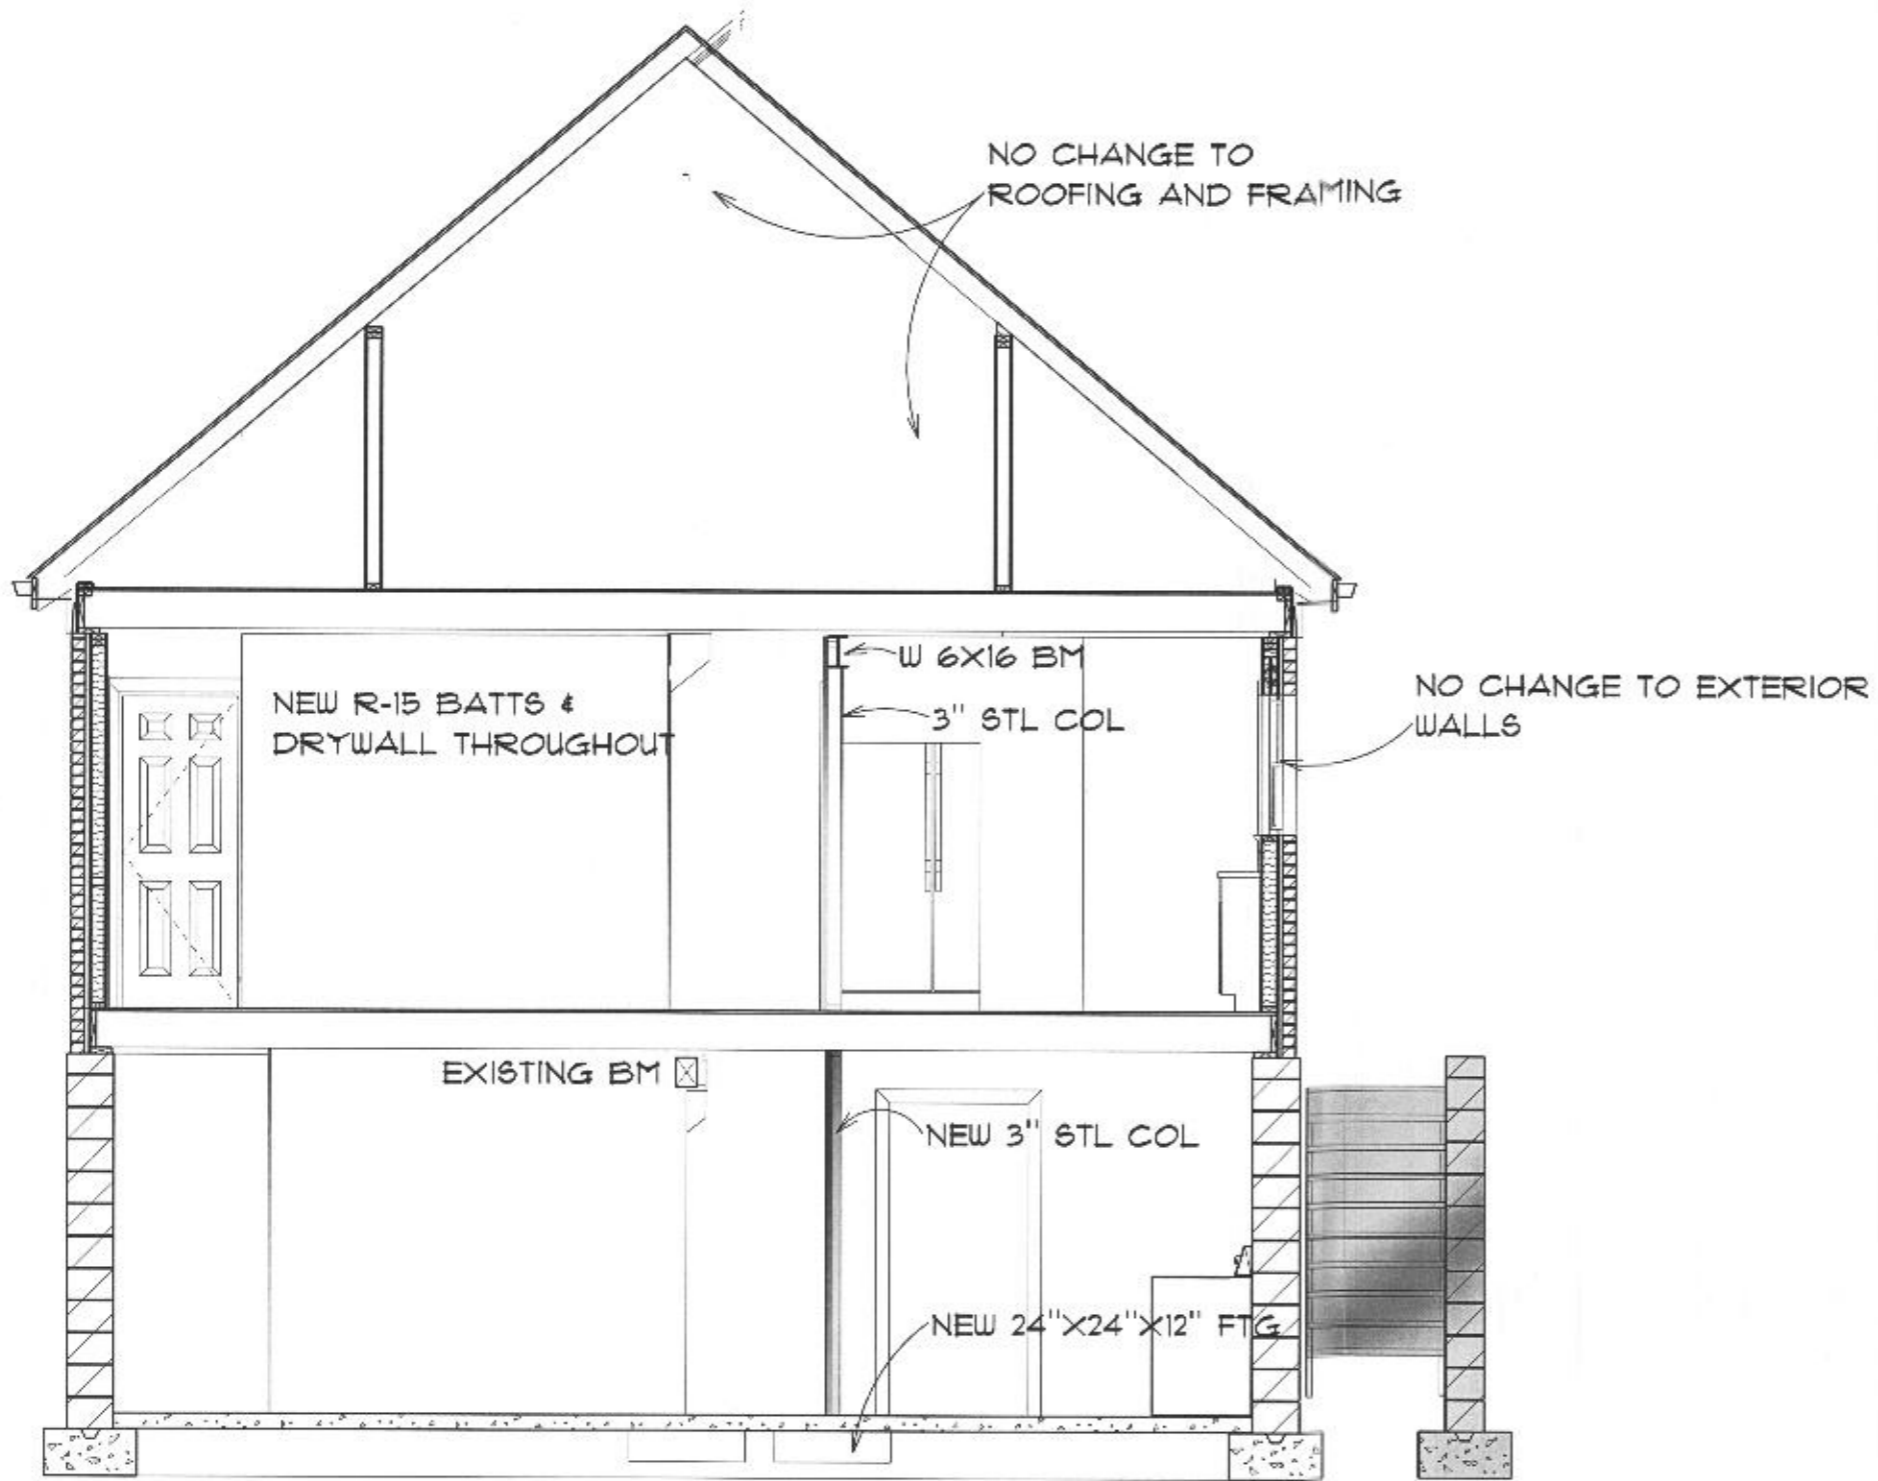 NO CHANGE TO
ROOFING AND FRAMING
W 6X16 BM
NEW R-15 BATTS &
DRYWALL THROUGHOUT
3" STL COL
NO CHANGE TO EXTERIOR
WALLS
EXISTING BM
NEW 3" STL COL
NEW 24"X24"X12" FTG